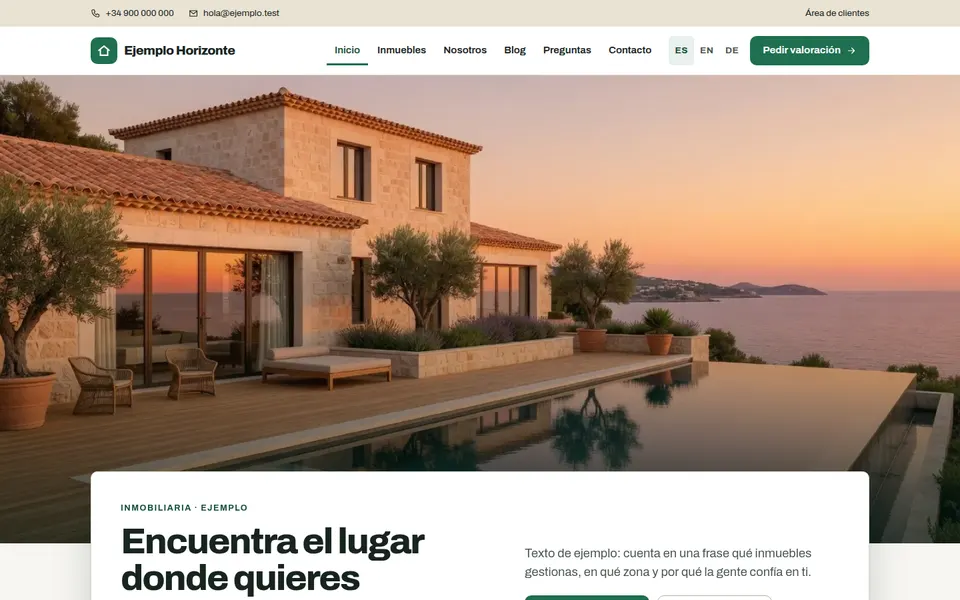 +34 900 000 000 hola@ejemplo.test Área de clientes
Ejemplo Horizonte Inicio Inmuebles Nosotros Blog Preguntas Contacto ES EN DE Pedir valoración →
INMOBILIARIA · EJEMPLO
Encuentra el lugar
donde quieres
Texto de ejemplo: cuenta en una frase qué inmuebles
gestionas, en qué zona y por qué la gente confía en ti.